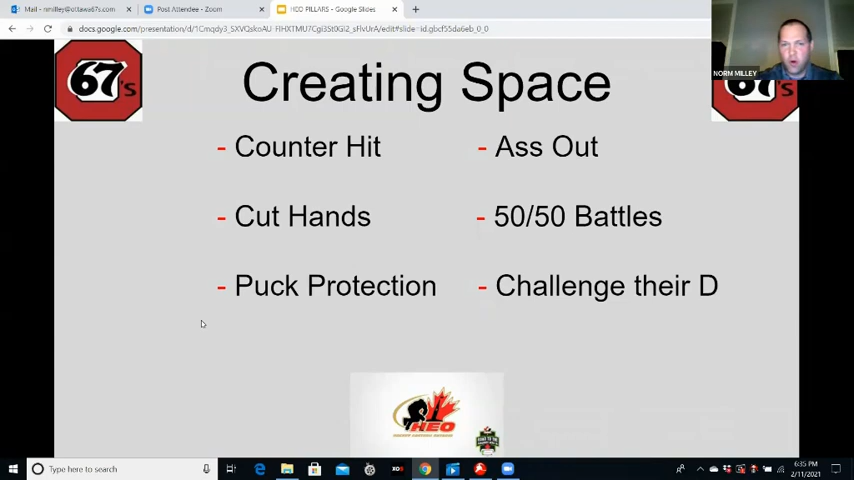 Mail - nmilley@ottawa67s.com
Post Attendee - Zoom
HEO PILLARS - Google Slides
67's
Creating Space
NORM MILLEY
- Counter Hit
- Ass Out
- Cut Hands
- 50/50 Battles
- Puck Protection
- Challenge their D
HEO
Type here to search
6:35 PM
2/11/2021